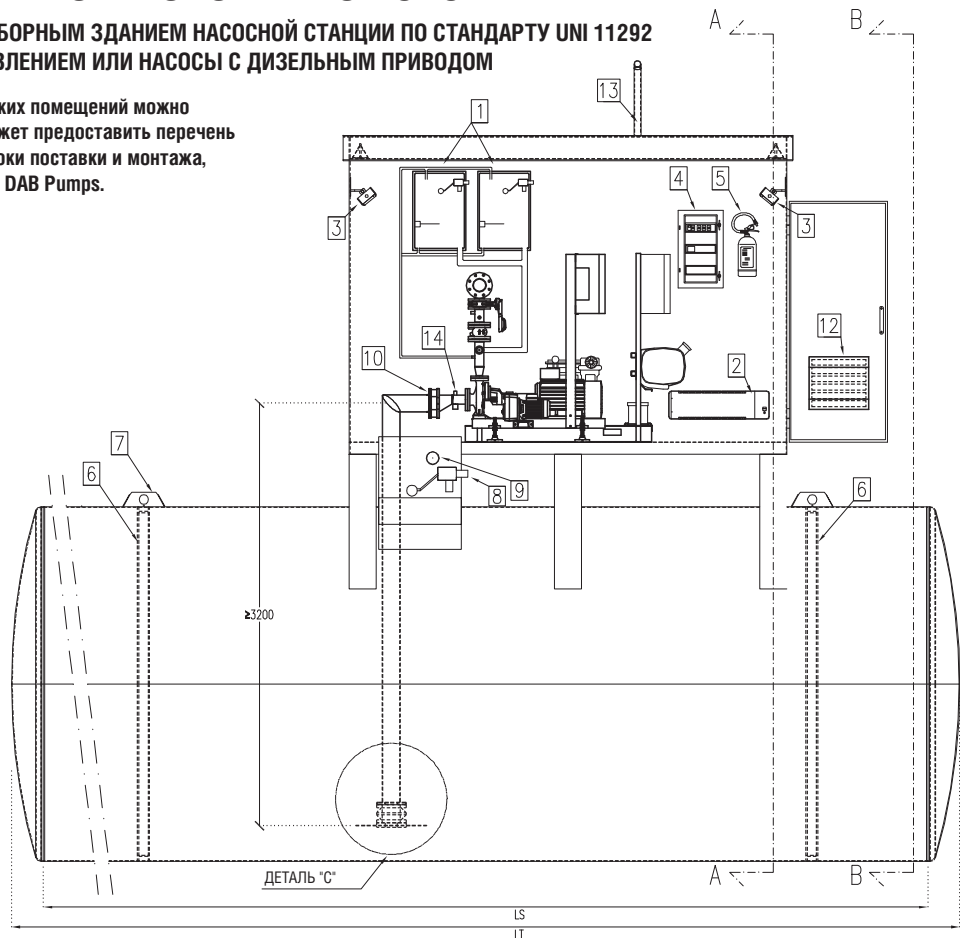 БОРНЫМ ЗДАНИЕМ НАСОСНОЙ СТАНЦИИ ПО СТАНДАРТУ UNI 11292
ВЛЕНИЕМ ИЛИ НАСОСЫ С ДИЗЕЛЬНЫМ ПРИВОДОМ
ких помещений можно
жет предоставить перечень
оки поставки и монтажа,
DAB Pumps.
A
B
13
1
4
5
3
3
14
10
12
2
7
6
9
8
6
≥3200
ДЕТАЛЬ "C"
A
B
LS
LT